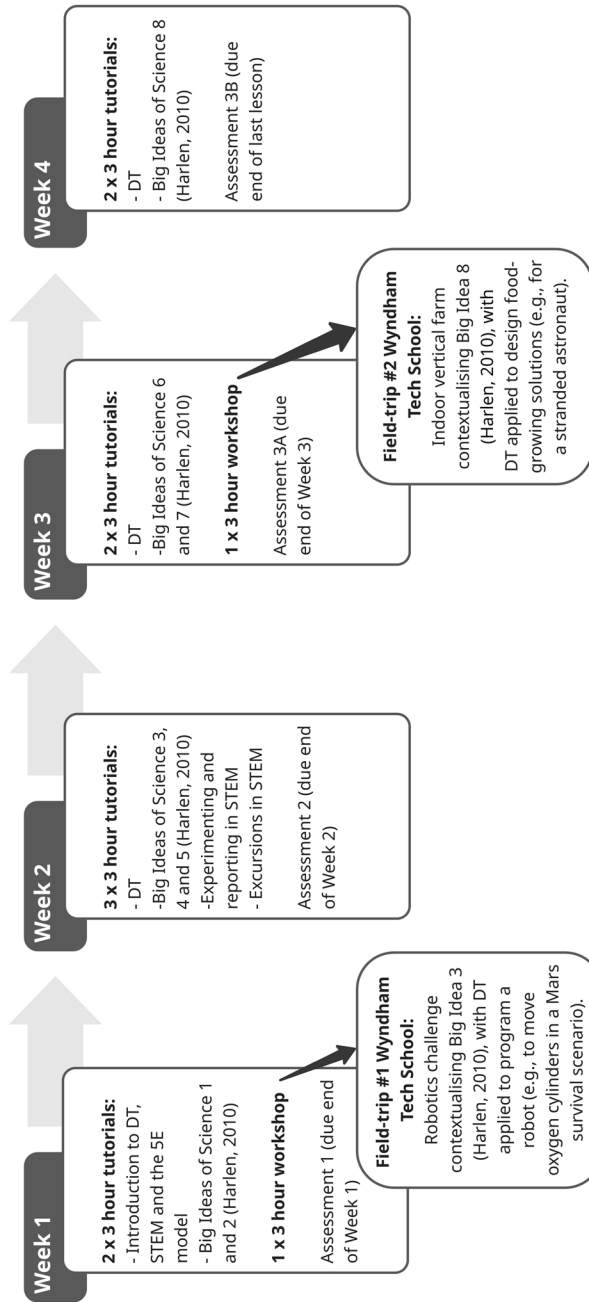 Week 1
2 x 3 hour tutorials:
- Introduction to DT,
STEM and the 5E
model
- Big Ideas of Science 1
and 2 (Harlen, 2010)
1 x 3 hour workshop
Assessment 1 (due end
of Week 1)
Field-trip #1 Wyndham
Tech School:
Robotics challenge
contextualising Big Idea 3
(Harlen, 2010), with DT
applied to program a
robot (e.g., to move
oxygen cylinders in a Mars
survival scenario).
Week 2
3 x 3 hour tutorials:
- DT
-Big Ideas of Science 3,
4 and 5 (Harlen, 2010)
-Experimenting and
reporting in STEM
- Excursions in STEM
Assessment 2 (due end
of Week 2)
Week 3
2 x 3 hour tutorials:
- DT
-Big Ideas of Science 6
and 7 (Harlen, 2010)
1 x 3 hour workshop
Assessment 3A (due
end of Week 3)
Field-trip #2 Wyndham
Tech School:
Indoor vertical farm
contextualising Big Idea 8
(Harlen, 2010), with
DT applied to design food-
growing solutions (e.g., for
a stranded astronaut).
Week 4
2 x 3 hour tutorials:
- DT
- Big Ideas of Science 8
(Harlen, 2010)
Assessment 3B (due
end of last lesson)